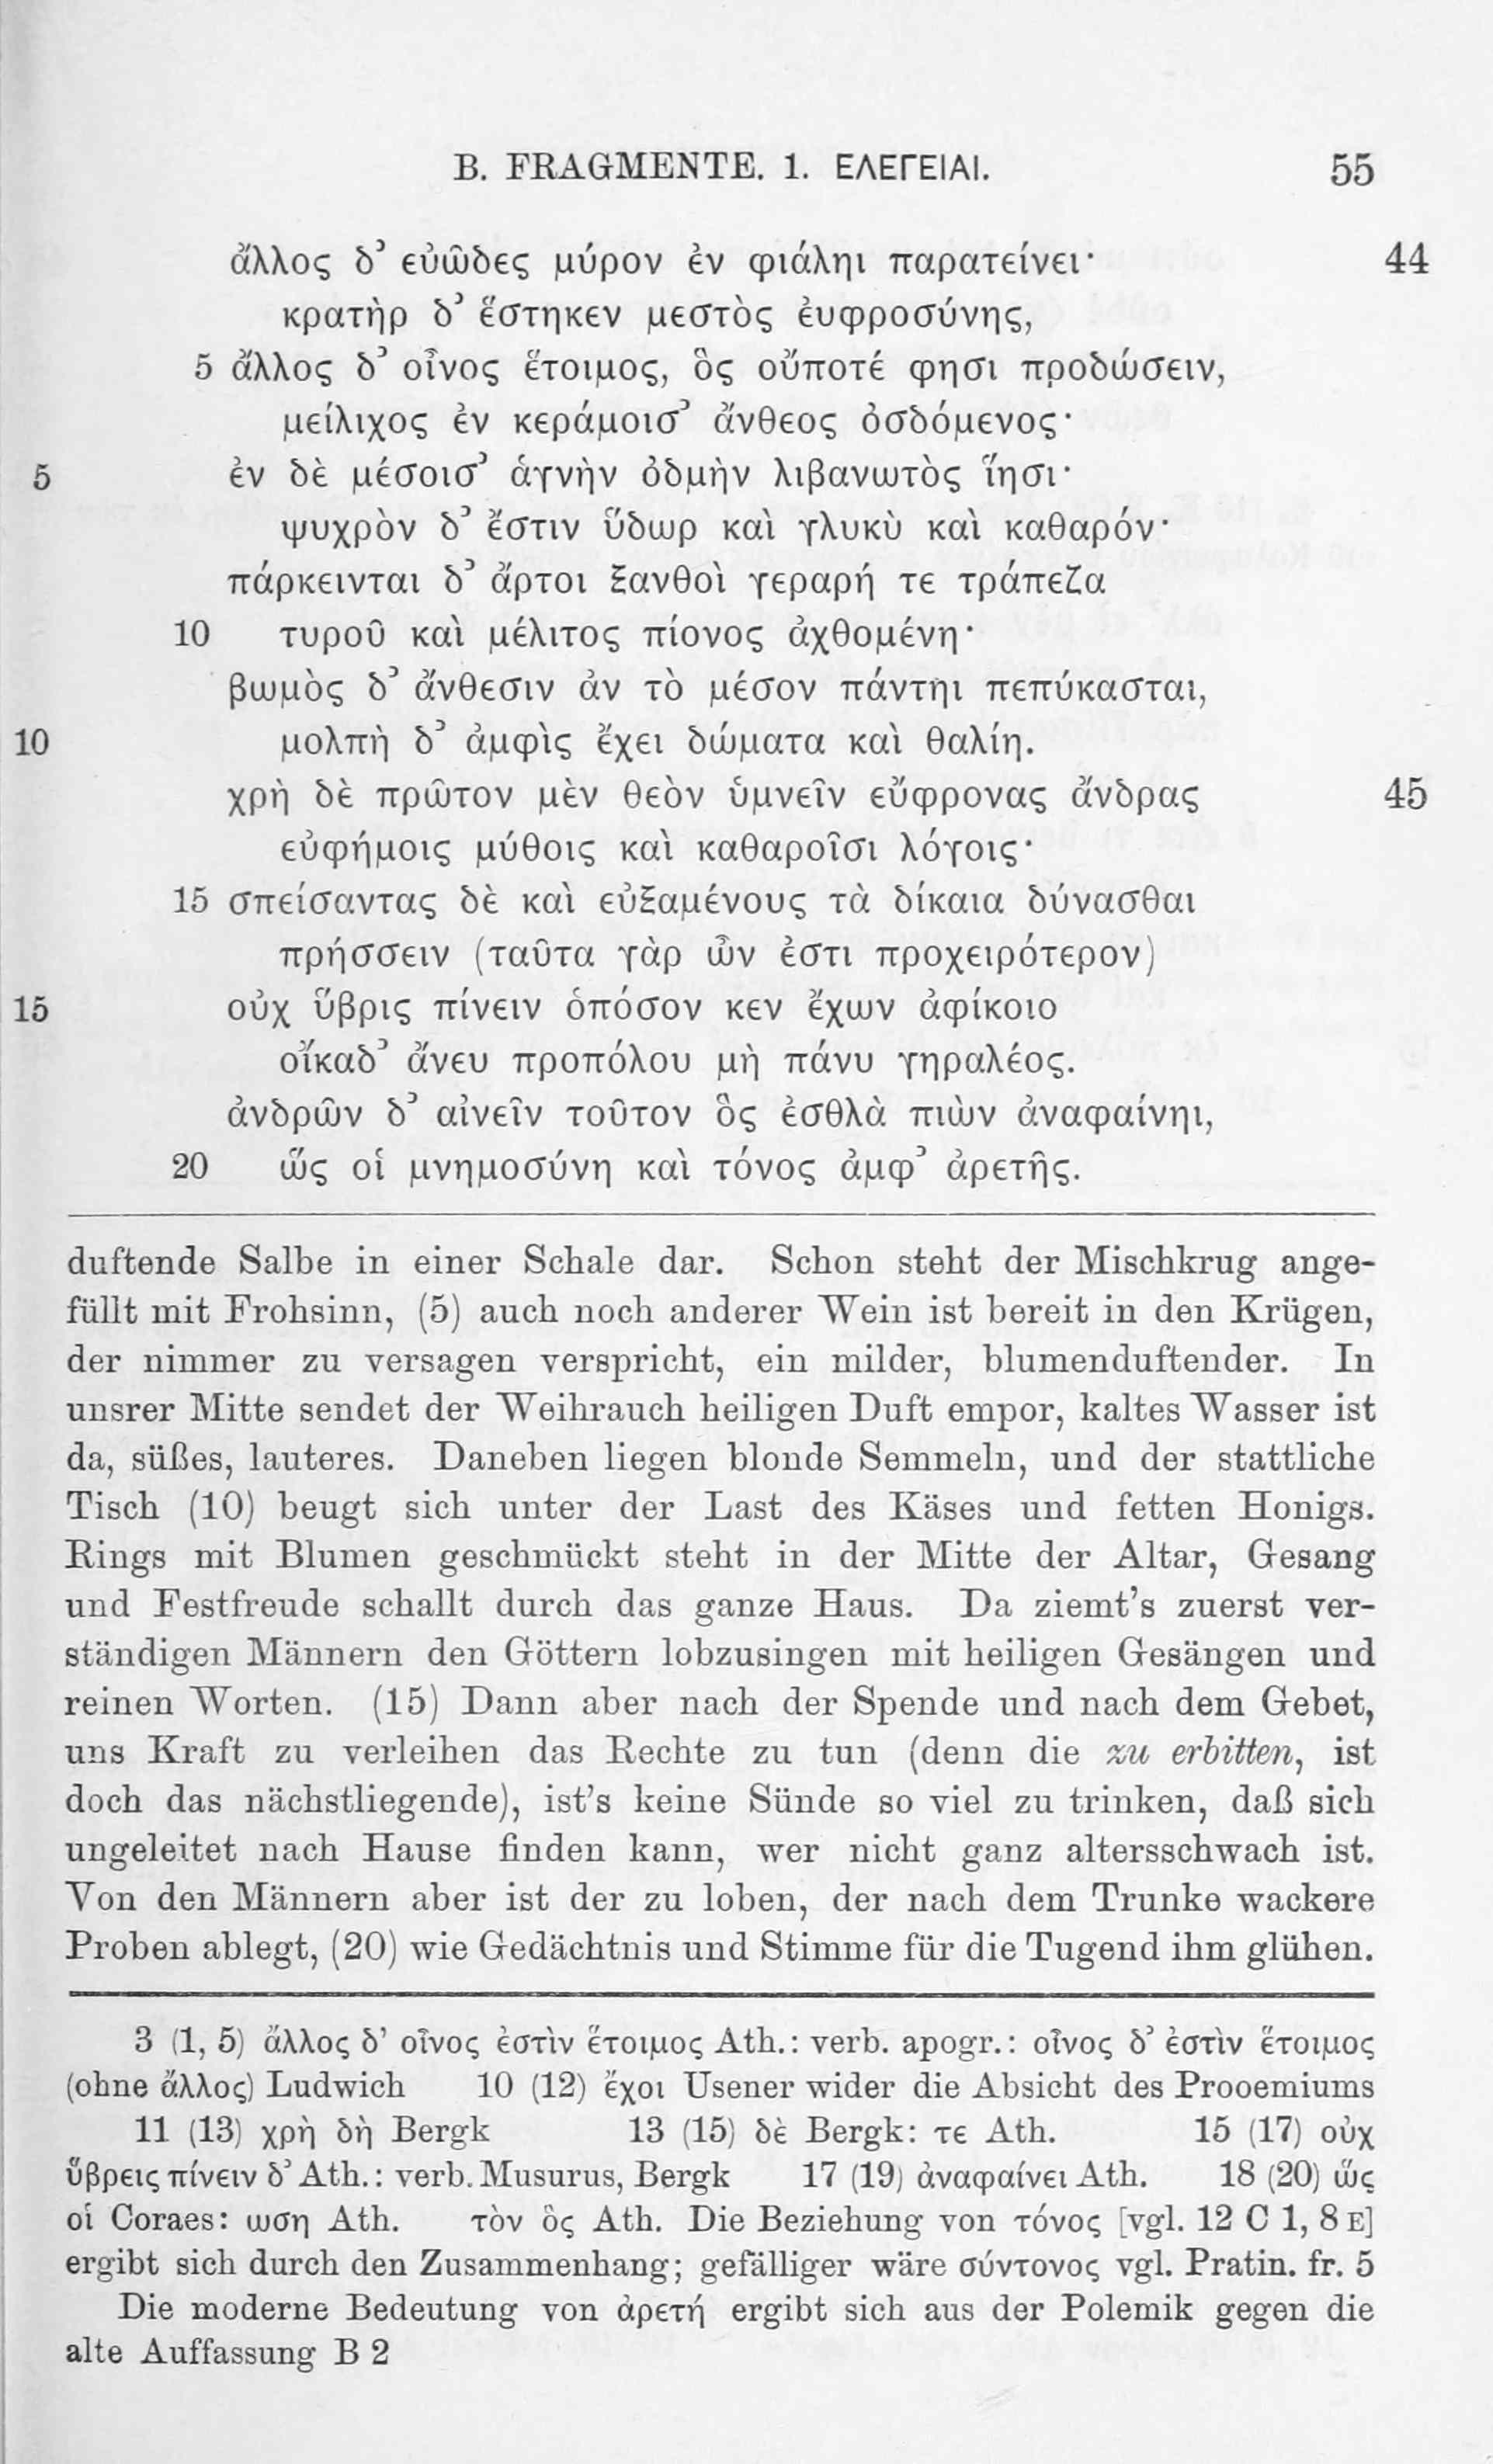 B. FRAGMENTE. 1. ΕΛΕΓΕΙΑΙ. 55
ἄλλος δ’ εὐῶδες μύρον ἐν φιάληι παρατείνει· 44
κρατὴρ δ’ ἕστηκεν μεστὸς ἐυφροσύνης,
5 ἄλλος δ’ οἶνος ἕτοιμος, ὃς οὔποτέ φησι προδώσειν,
μείλιχος ἐν κεράμοισ’ ἄνθεος ὀσδόμενος·
5 ἐν δὲ μέσοισ’ ἁγνὴν ὀδμὴν λιβανωτὸς ἵησι·
ψυχρὸν δ’ ἔστιν ὕδωρ καὶ γλυκὺ καὶ καθαρόν·
πάρκεινται δ’ ἄρτοι ξανθοὶ γεραρή τε τράπεζα
10 τυροῦ καὶ μέλιτος πίονος ἀχθομένη·
βωμὸς δ’ ἄνθεσιν ἀν τὸ μέσον πάντηι πεπύκασται,
10 μολπὴ δ’ ἀμφὶς ἔχει δώματα καὶ θαλίη.
χρὴ δὲ πρῶτον μὲν θεὸν ὑμνεῖν εὔφρονας ἄνδρας 45
εὐφήμοις μύθοις καὶ καθαροῖσι λόγοις·
15 σπείσαντας δὲ καὶ εὐξαμένους τὰ δίκαια δύνασθαι
πρήσσειν (ταῦτα γὰρ ὦν ἐστι προχειρότερον)
15 οὐχ ὕβρις πίνειν ὁπόσον κεν ἔχων ἀφίκοιο
οἴκαδ’ ἄνευ προπόλου μὴ πάνυ γηραλέος.
ἀνδρῶν δ’ αἰνεῖν τοῦτον ὃς ἐσθλὰ πιὼν ἀναφαίνηι,
20 ὥς οἱ μνημοσύνη καὶ τόνος ἀμφ’ ἀρετῆς.
duftende Salbe in einer Schale dar. Schon steht der Mischkrug ange-
füllt mit Frohsinn, (5) auch noch anderer Wein ist bereit in den Krügen,
der nimmer zu versagen verspricht, ein milder, blumenduftender. In
unsrer Mitte sendet der Weihrauch heiligen Duft empor, kaltes Wasser ist
da, süßes, lauteres. Daneben liegen blonde Semmeln, und der stattliche
Tisch (10) beugt sich unter der Last des Käses und fetten Honigs.
Rings mit Blumen geschmückt steht in der Mitte der Altar, Gesang
und Festfreude schallt durch das ganze Haus. Da ziemt’s zuerst ver-
ständigen Männern den Göttern lobzusingen mit heiligen Gesängen und
reinen Worten. (15) Dann aber nach der Spende und nach dem Gebet,
uns Kraft zu verleihen das Rechte zu tun (denn die zu erbitten, ist
doch das nächstliegende), ist’s keine Sünde so viel zu trinken, daß sich
ungeleitet nach Hause finden kann, wer nicht ganz altersschwach ist.
Von den Männern aber ist der zu loben, der nach dem Trunke wackere
Proben ablegt, (20) wie Gedächtnis und Stimme für die Tugend ihm glühen.
3 (1, 5) ἄλλος δ’ οἶνος ἐστὶν ἕτοιμος Ath.: verb. apogr.: οἶνος δ’ ἐστὶν ἕτοιμος
(ohne ἄλλος) Ludwich 10 (12) ἔχοι Usener wider die Absicht des Prooemiums
11 (13) χρὴ δὴ Bergk 13 (15) δὲ Bergk: τε Ath. 15 (17) οὐχ
ὕβρεις πίνειν δ’ Ath.: verb. Musurus, Bergk 17 (19) ἀναφαίνει Ath. 18 (20) ὥς
οἱ Coraes: ωση Ath. τὸν ὃς Ath. Die Beziehung von τόνος [vgl. 12 C 1, 8 E]
ergibt sich durch den Zusammenhang; gefälliger wäre σύντονος vgl. Pratin. fr. 5
Die moderne Bedeutung von ἀρετή ergibt sich aus der Polemik gegen die
alte Auffassung B 2